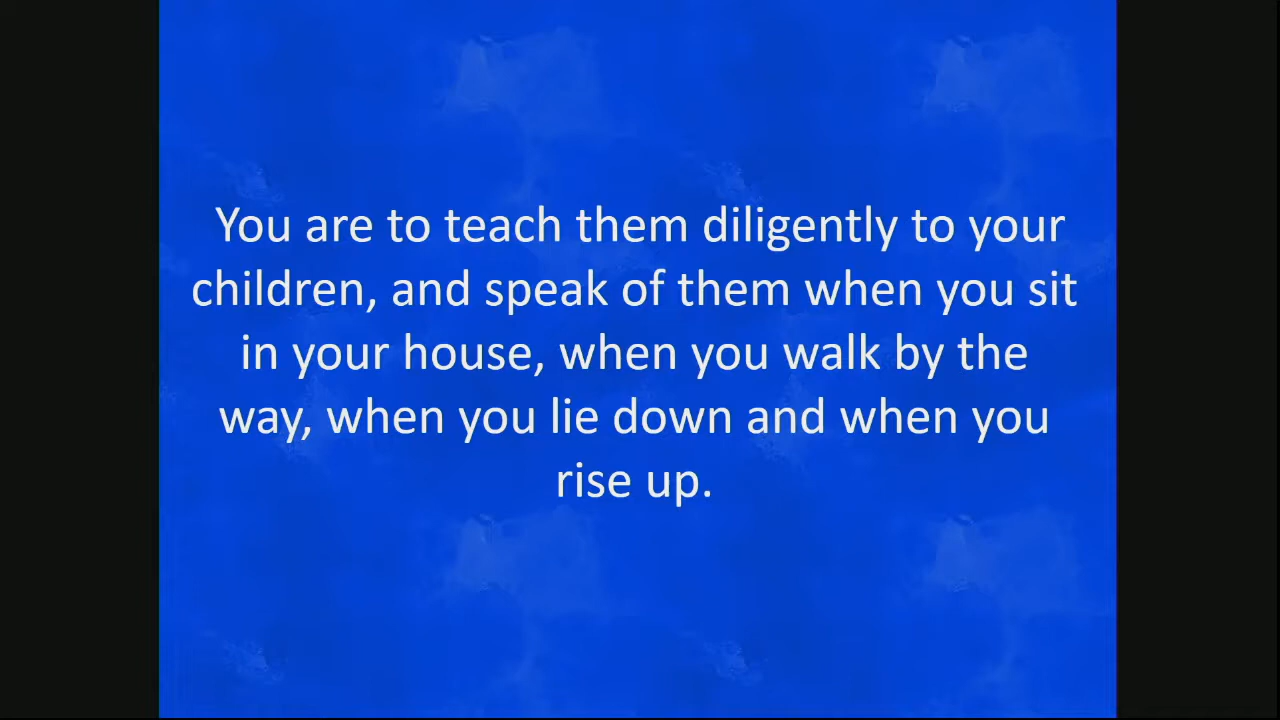 You are to teach them diligently to your
children, and speak of them when you sit
in your house, when you walk by the
way, when you lie down and when you
rise up.